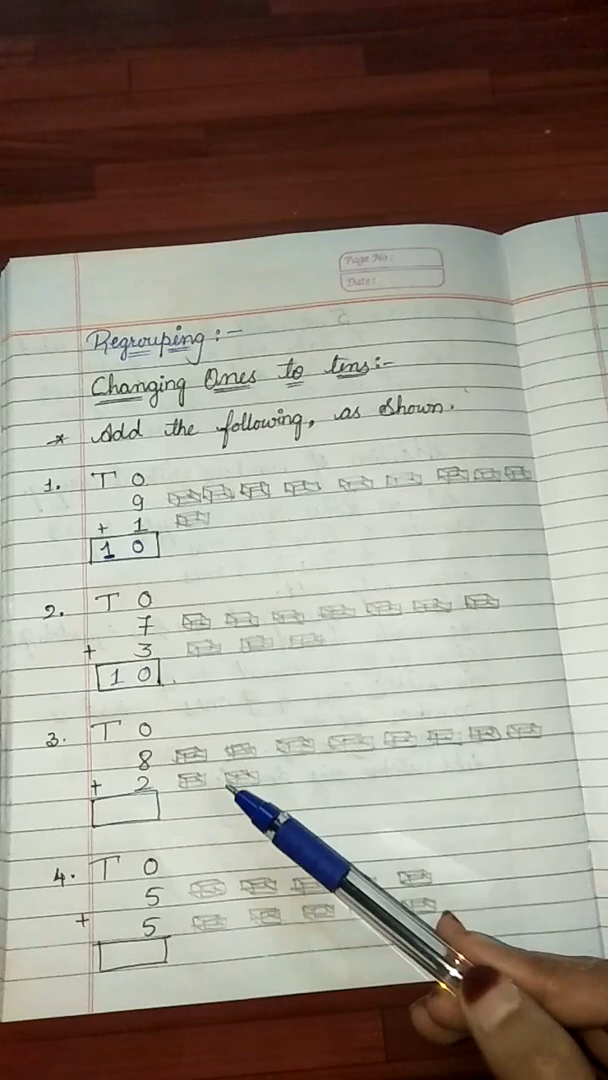 Page No:
Date:
Regrouping:-
Changing Ones to tens:-
* Add the following, as shown.
1. T O
9
+ 1
1 0
2. T O
7
+ 3
1 0
3. T O
8
+ 2
4. T O
5
+ 5